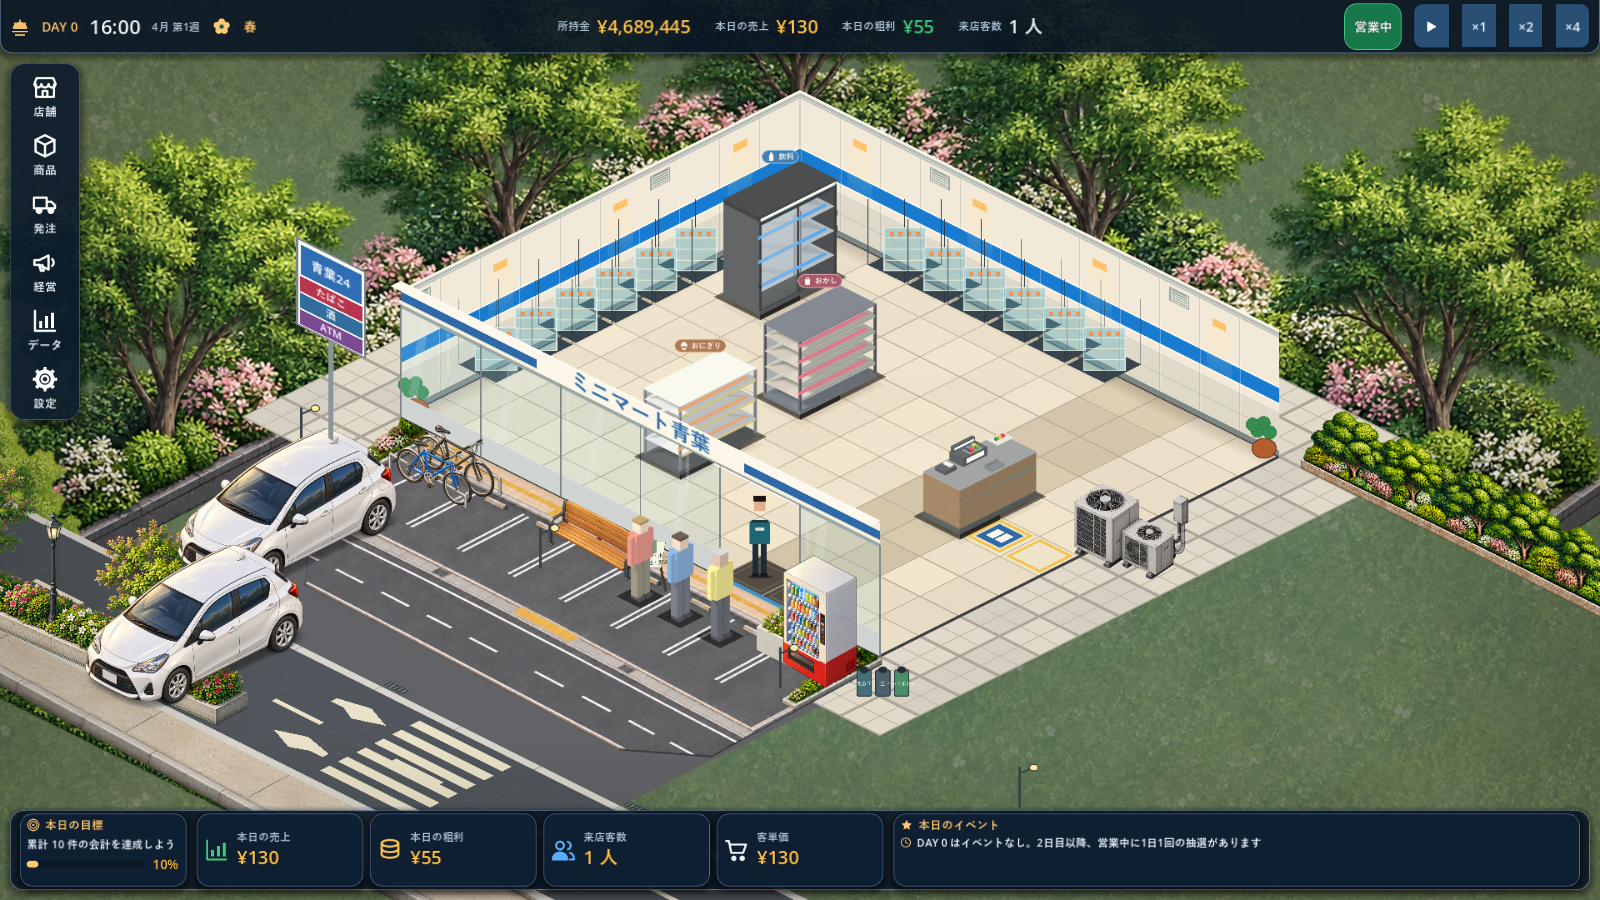 DAY 0 16:00 4月 第1週 春
所持金 ¥4,689,445 本日の売上 ¥130 本日の粗利 ¥55 来店客数 1 人
営業中 ×1 ×2 ×4
店舗
商品
発注
経営
データ
設定
飲料
おかし
おにぎり
青葉24
たばこ
酒
ATM
ミニマート青葉
本日の目標
累計 10 件の会計を達成しよう
10%
本日の売上
¥130
本日の粗利
¥55
来店客数
1 人
客単価
¥130
本日のイベント
DAY 0 はイベントなし。2日目以降、営業中に1日1回の抽選があります